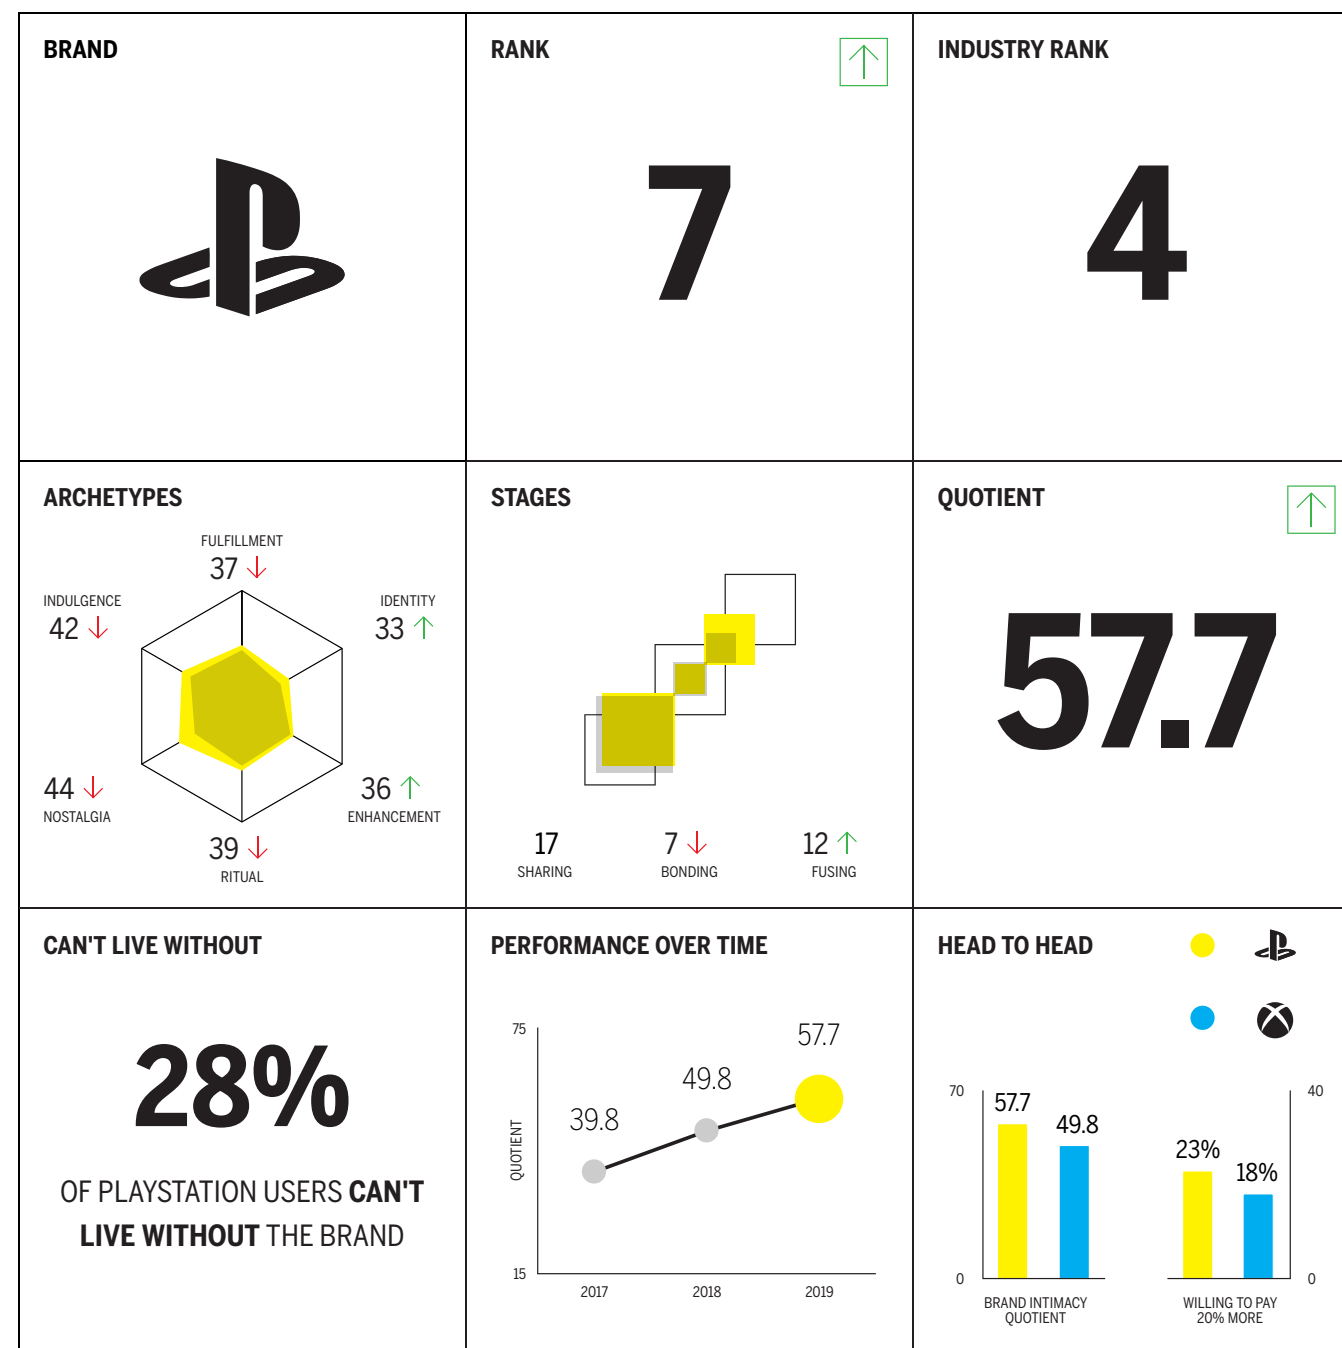 BRAND
RANK
7
INDUSTRY RANK
4
ARCHETYPES
FULFILLMENT
37
INDULGENCE
42
IDENTITY
33
44
NOSTALGIA
36
ENHANCEMENT
39
RITUAL
STAGES
17
SHARING
7
BONDING
12
FUSING
QUOTIENT
57.7
CAN'T LIVE WITHOUT
28%
OF PLAYSTATION USERS CAN'T
LIVE WITHOUT THE BRAND
PERFORMANCE OVER TIME
75
QUOTIENT
15
39.8
49.8
57.7
2017
2018
2019
HEAD TO HEAD
70
0
57.7
49.8
BRAND INTIMACY
QUOTIENT
23%
18%
40
0
WILLING TO PAY
20% MORE